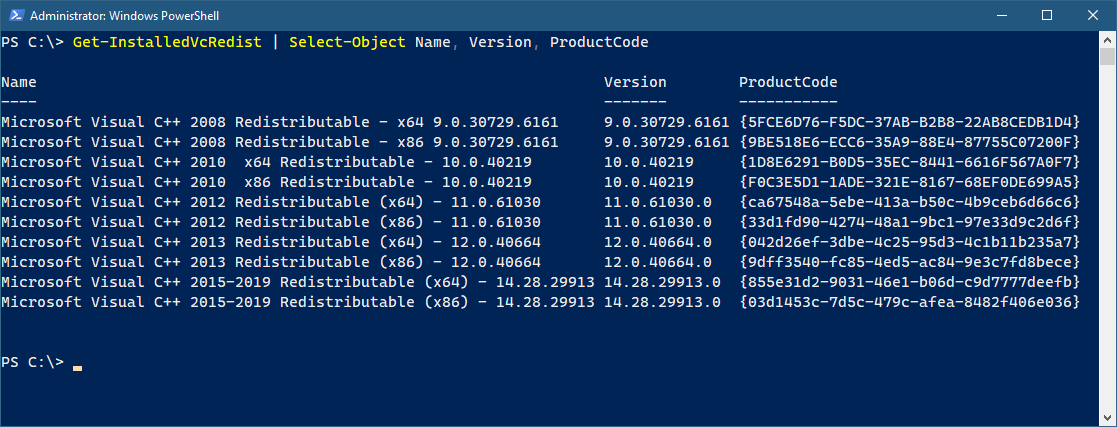 Administrator: Windows PowerShell
PS C:\> Get-InstalledVcRedist | Select-Object Name, Version, ProductCode
Name Version ProductCode
---- ------- -----------
Microsoft Visual C++ 2008 Redistributable - x64 9.0.30729.6161 9.0.30729.6161 {5FCE6D76-F5DC-37AB-B2B8-22AB8CEDB1D4}
Microsoft Visual C++ 2008 Redistributable - x86 9.0.30729.6161 9.0.30729.6161 {9BE518E6-ECC6-35A9-88E4-87755C07200F}
Microsoft Visual C++ 2010  x64 Redistributable - 10.0.40219 10.0.40219 {1D8E6291-B0D5-35EC-8441-6616F567A0F7}
Microsoft Visual C++ 2010  x86 Redistributable - 10.0.40219 10.0.40219 {F0C3E5D1-1ADE-321E-8167-68EF0DE699A5}
Microsoft Visual C++ 2012 Redistributable (x64) - 11.0.61030 11.0.61030.0 {ca67548a-5ebe-413a-b50c-4b9ceb6d66c6}
Microsoft Visual C++ 2012 Redistributable (x86) - 11.0.61030 11.0.61030.0 {33d1fd90-4274-48a1-9bc1-97e33d9c2d6f}
Microsoft Visual C++ 2013 Redistributable (x64) - 12.0.40664 12.0.40664.0 {042d26ef-3dbe-4c25-95d3-4c1b11b235a7}
Microsoft Visual C++ 2013 Redistributable (x86) - 12.0.40664 12.0.40664.0 {9dff3540-fc85-4ed5-ac84-9e3c7fd8bece}
Microsoft Visual C++ 2015-2019 Redistributable (x64) - 14.28.29913 14.28.29913.0 {855e31d2-9031-46e1-b06d-c9d7777deefb}
Microsoft Visual C++ 2015-2019 Redistributable (x86) - 14.28.29913 14.28.29913.0 {03d1453c-7d5c-479c-afea-8482f406e036}
PS C:\>